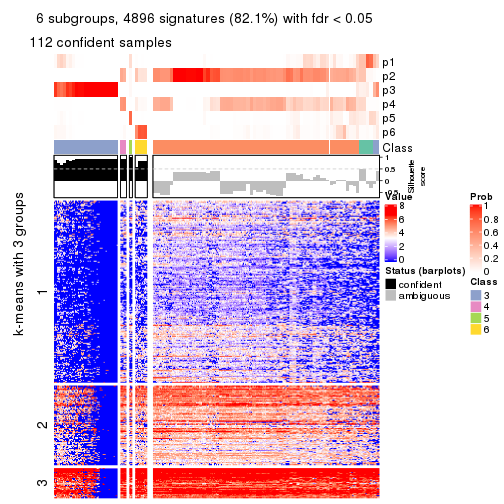 6 subgroups, 4896 signatures (82.1%) with fdr < 0.05
112 confident samples
p1
p2
p3
p4
p5
p6
Class
1
0.5
0
-0.5
Silhouette
score
k-means with 3 groups
1
2
3
Value
8
6
4
2
0
Status (barplots)
confident
ambiguous
Prob
1
0.8
0.6
0.4
0.2
0
Class
3
4
5
6